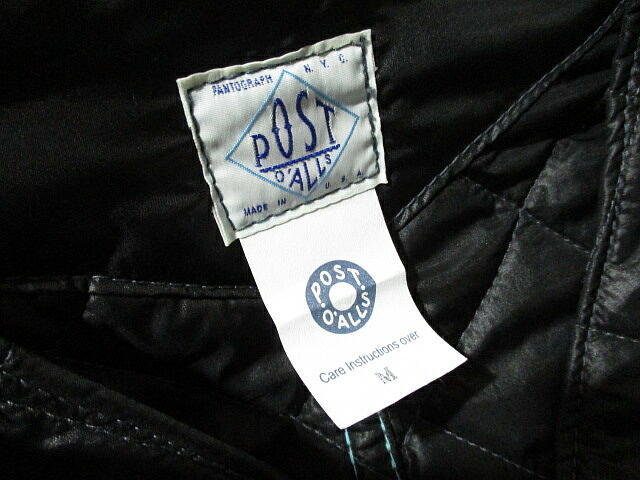 PANTOGRAPH N.Y.C.
POST
O'ALLS
MADE IN U.S.A.
POST
O'ALLS
Care Instructions over
M